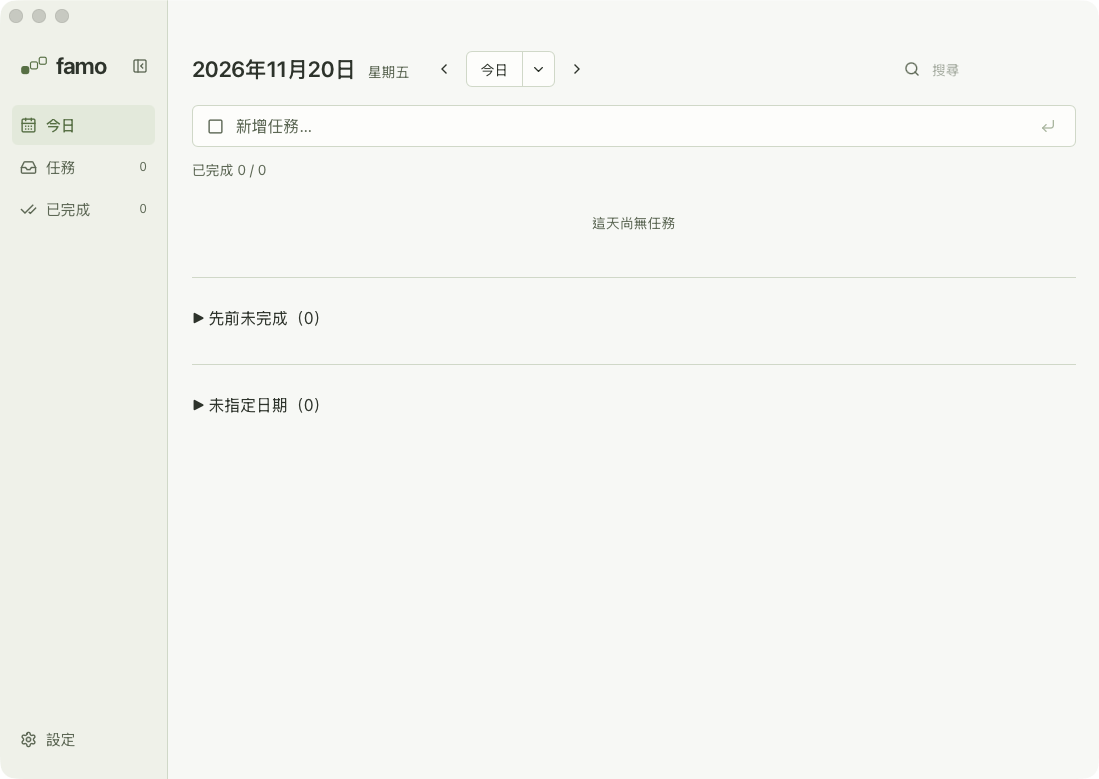 famo
今日
任務 0
已完成 0
設定
2026年11月20日 星期五 今日 搜尋
新增任務...
已完成 0 / 0
這天尚無任務
▶ 先前未完成（0）
▶ 未指定日期（0）